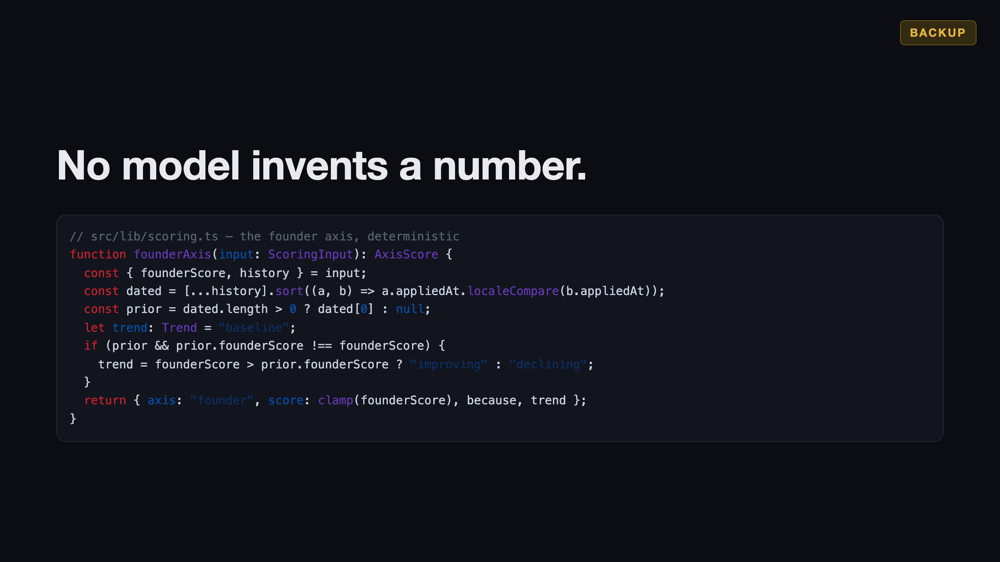 BACKUP
No model invents a number.
// src/lib/scoring.ts — the founder axis, deterministic
function founderAxis(input: ScoringInput): AxisScore {
  const { founderScore, history } = input;
  const dated = [...history].sort((a, b) => a.appliedAt.localeCompare(b.appliedAt));
  const prior = dated.length > 0 ? dated[0] : null;
  let trend: Trend = "baseline";
  if (prior && prior.founderScore !== founderScore) {
    trend = founderScore > prior.founderScore ? "improving" : "declining";
  }
  return { axis: "founder", score: clamp(founderScore), because, trend };
}